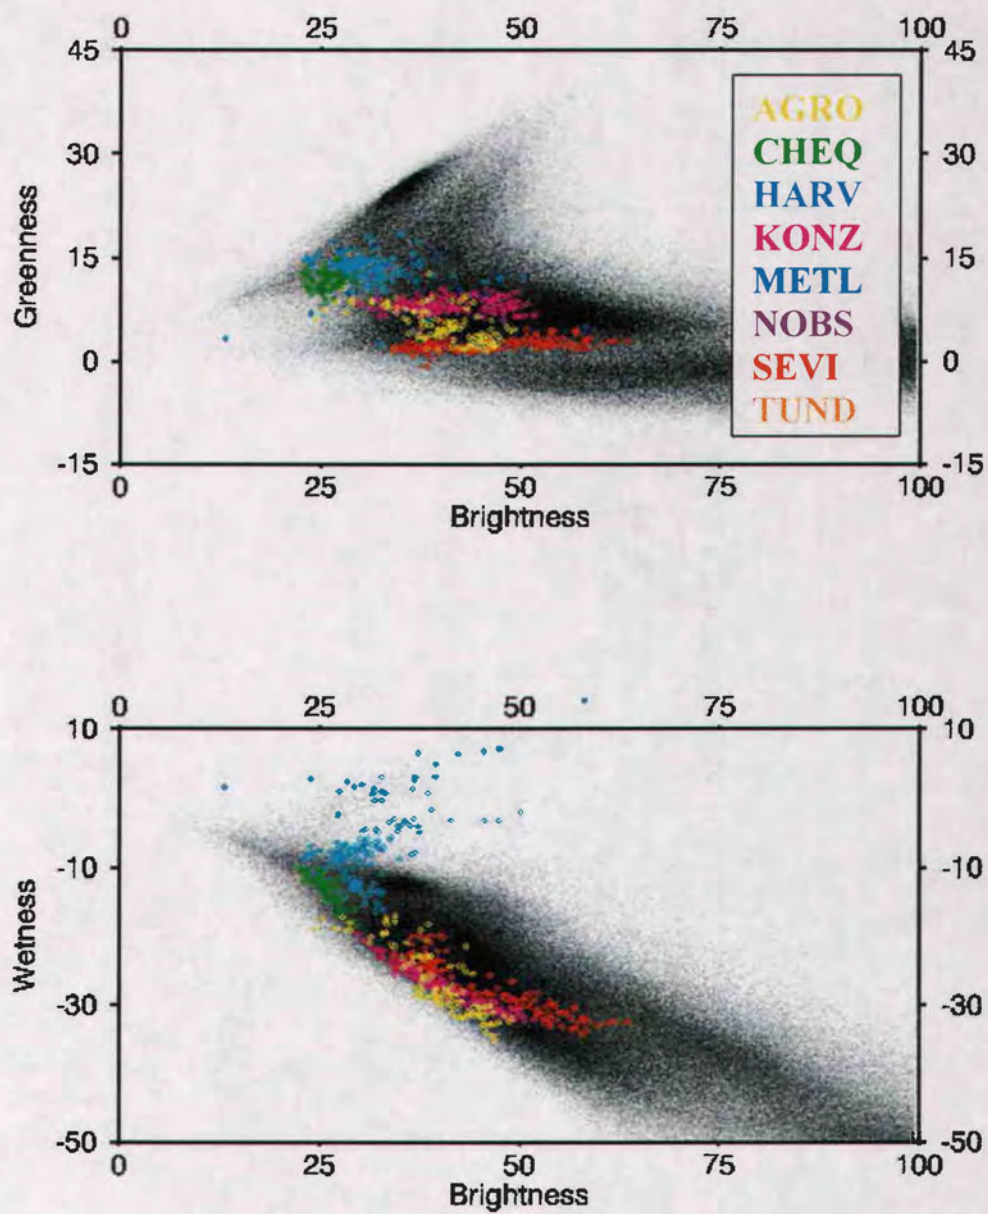 0 25 50 75 100
45 45
AGRO
CHEQ
HARV
KONZ
METL
NOBS
SEVI
TUND
30 30
15 15
0 0
-15 -15
Greenness
0 25 50 75 100
Brightness
0 25 50 75 100
10 10
-10 -10
-30 -30
-50 -50
Wetness
0 25 50 75 100
Brightness